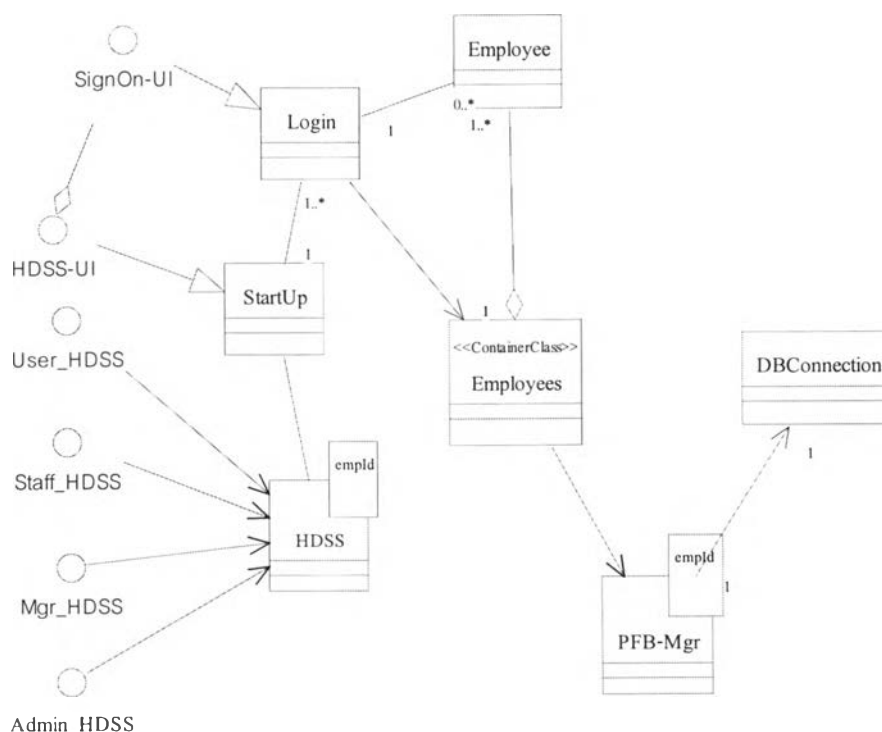 SignOn-UI
Employee
Login
0..*
1
1..*
1..*
HDSS-UI
1
StartUp
1
User_HDSS
<<ContainerClass>>
Employees
DBConnection
Staff_HDSS
empId
1
HDSS
empId
Mgr_HDSS
1
PFB-Mgr
Admin HDSS